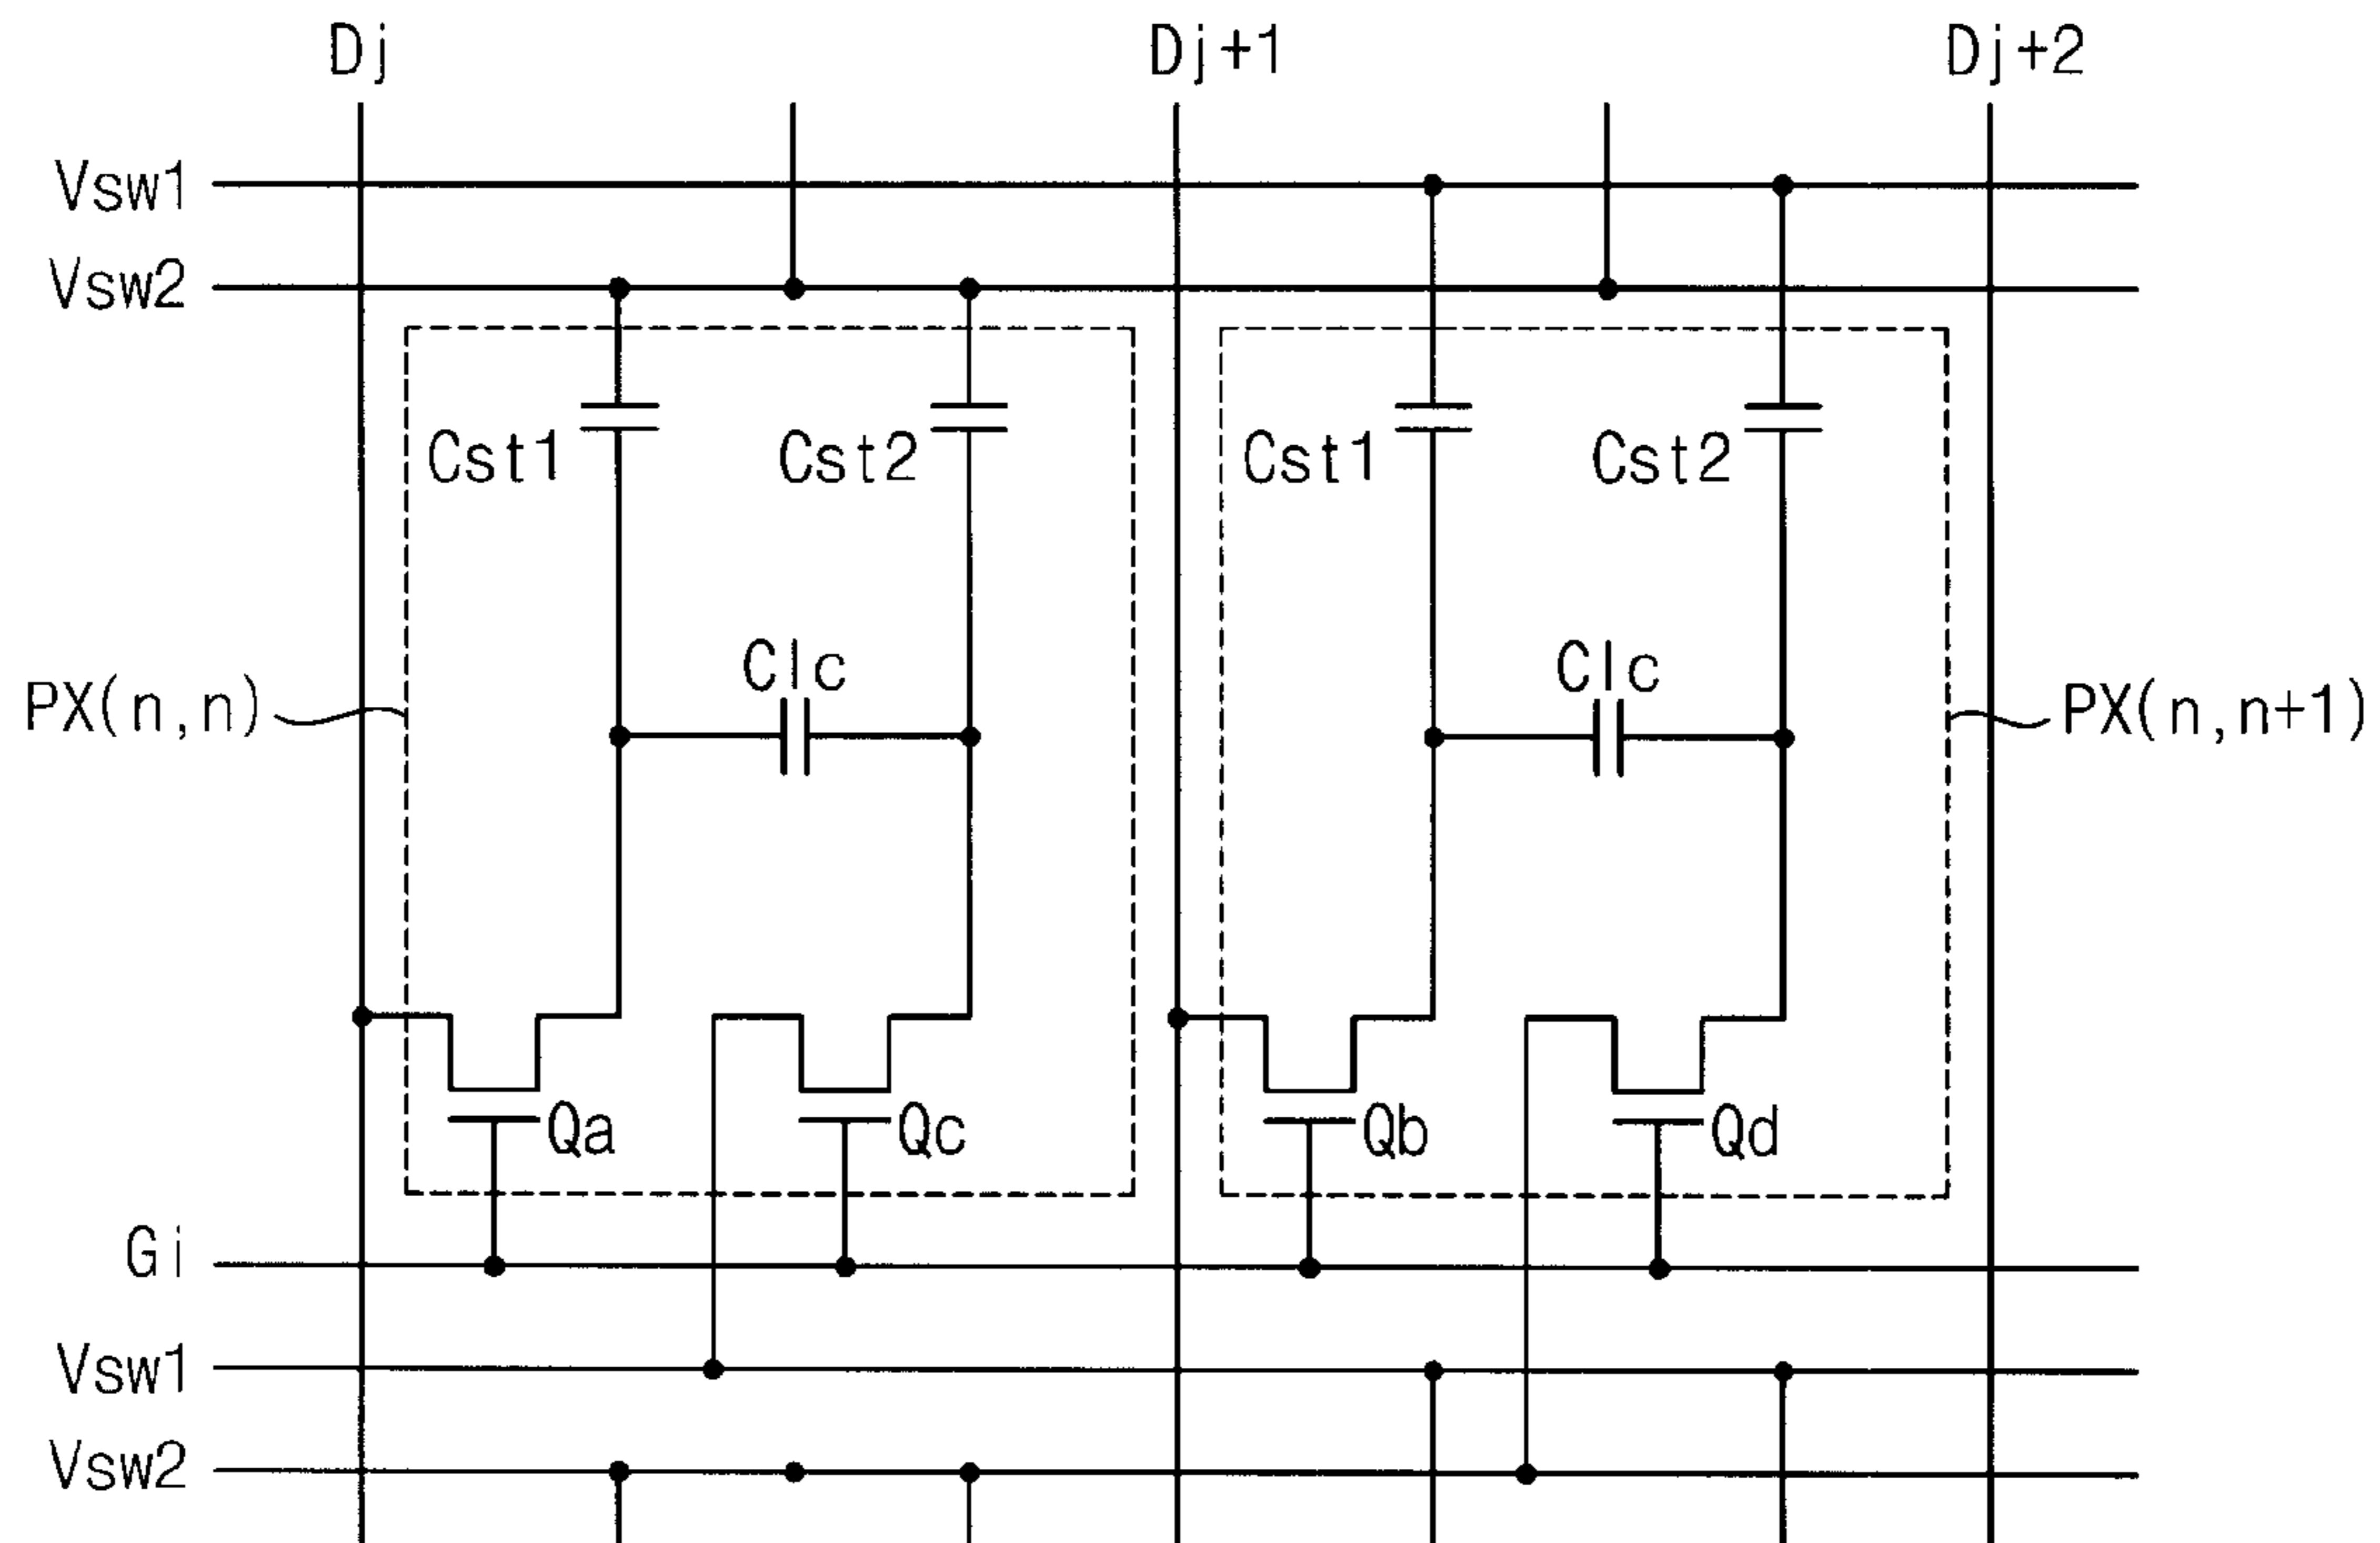 Dj Dj+1 Dj+2
Vsw1
Vsw2
Cst1 Cst2 Cst1 Cst2
Clc Clc
PX(n,n) PX(n,n+1)
Qa Qc Qb Qd
Gi
Vsw1
Vsw2